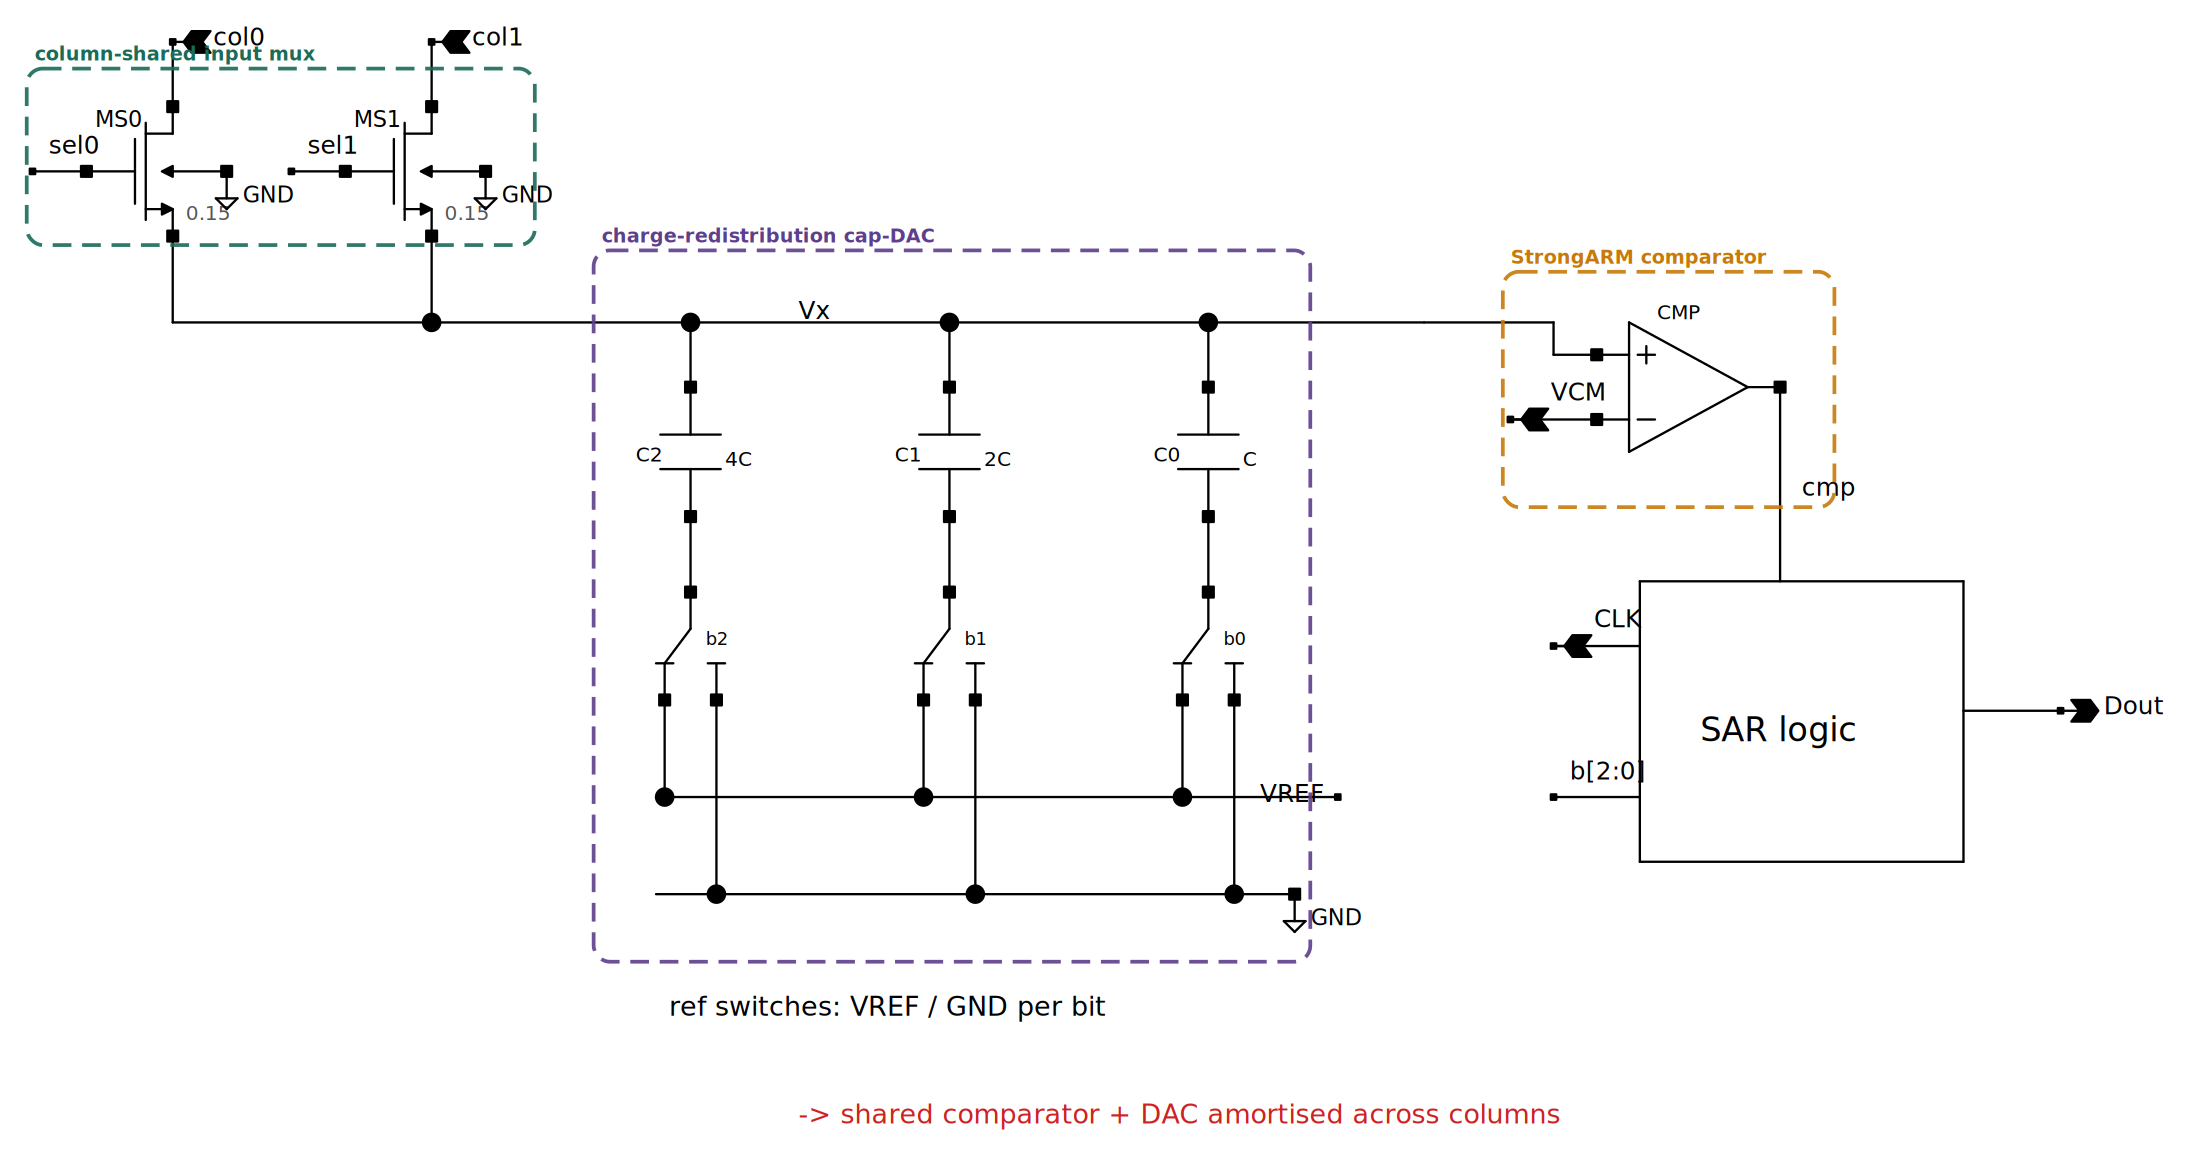 col0
col1
column-shared input mux
MS0
MS1
sel0
sel1
GND
GND
0.15
0.15
charge-redistribution cap-DAC
StrongARM comparator
Vx
CMP
+
VCM
−
C2
4C
C1
2C
C0
C
cmp
b2
b1
b0
CLK
SAR logic
Dout
b[2:0]
VREF
GND
ref switches: VREF / GND per bit
-> shared comparator + DAC amortised across columns